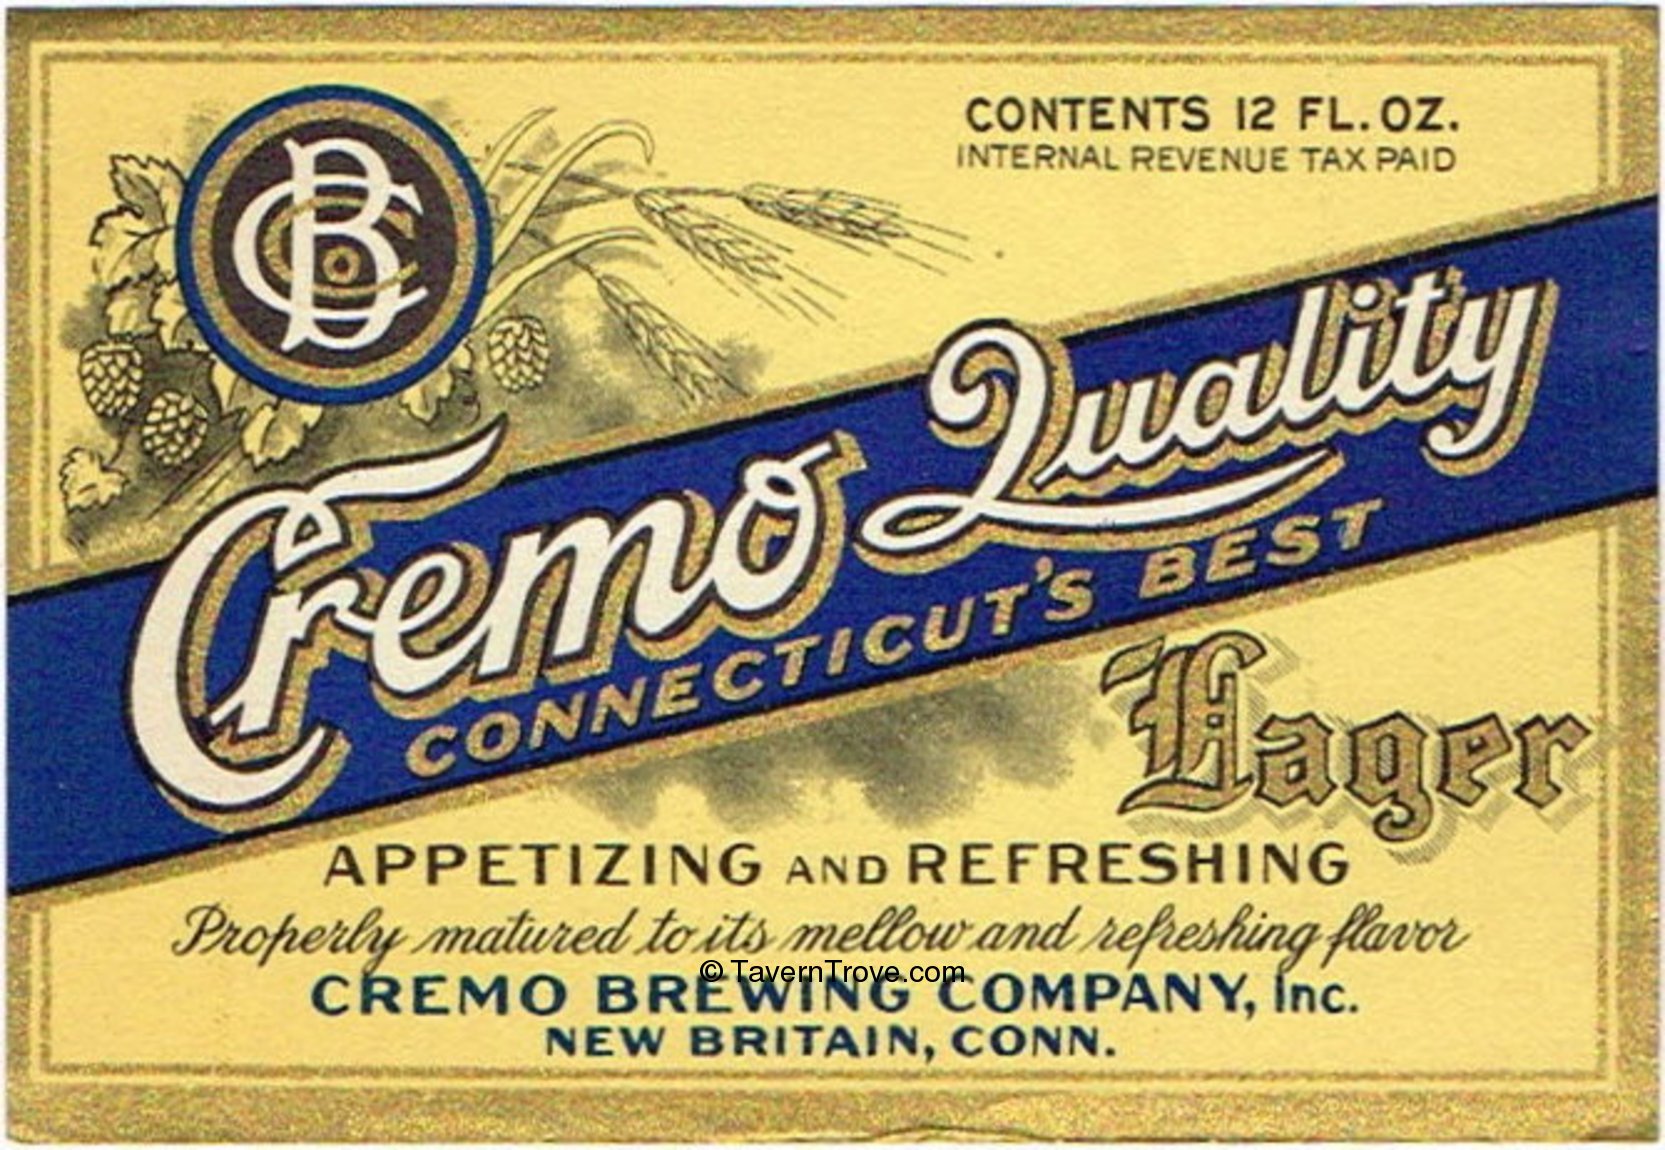 CBCo
CONTENTS 12 FL. OZ.
INTERNAL REVENUE TAX PAID
Cremo Quality
CONNECTICUT'S BEST
Lager
APPETIZING AND REFRESHING
Properly matured to its mellow and refreshing flavor
© TavernTrove.com
CREMO BREWING COMPANY, Inc.
NEW BRITAIN, CONN.